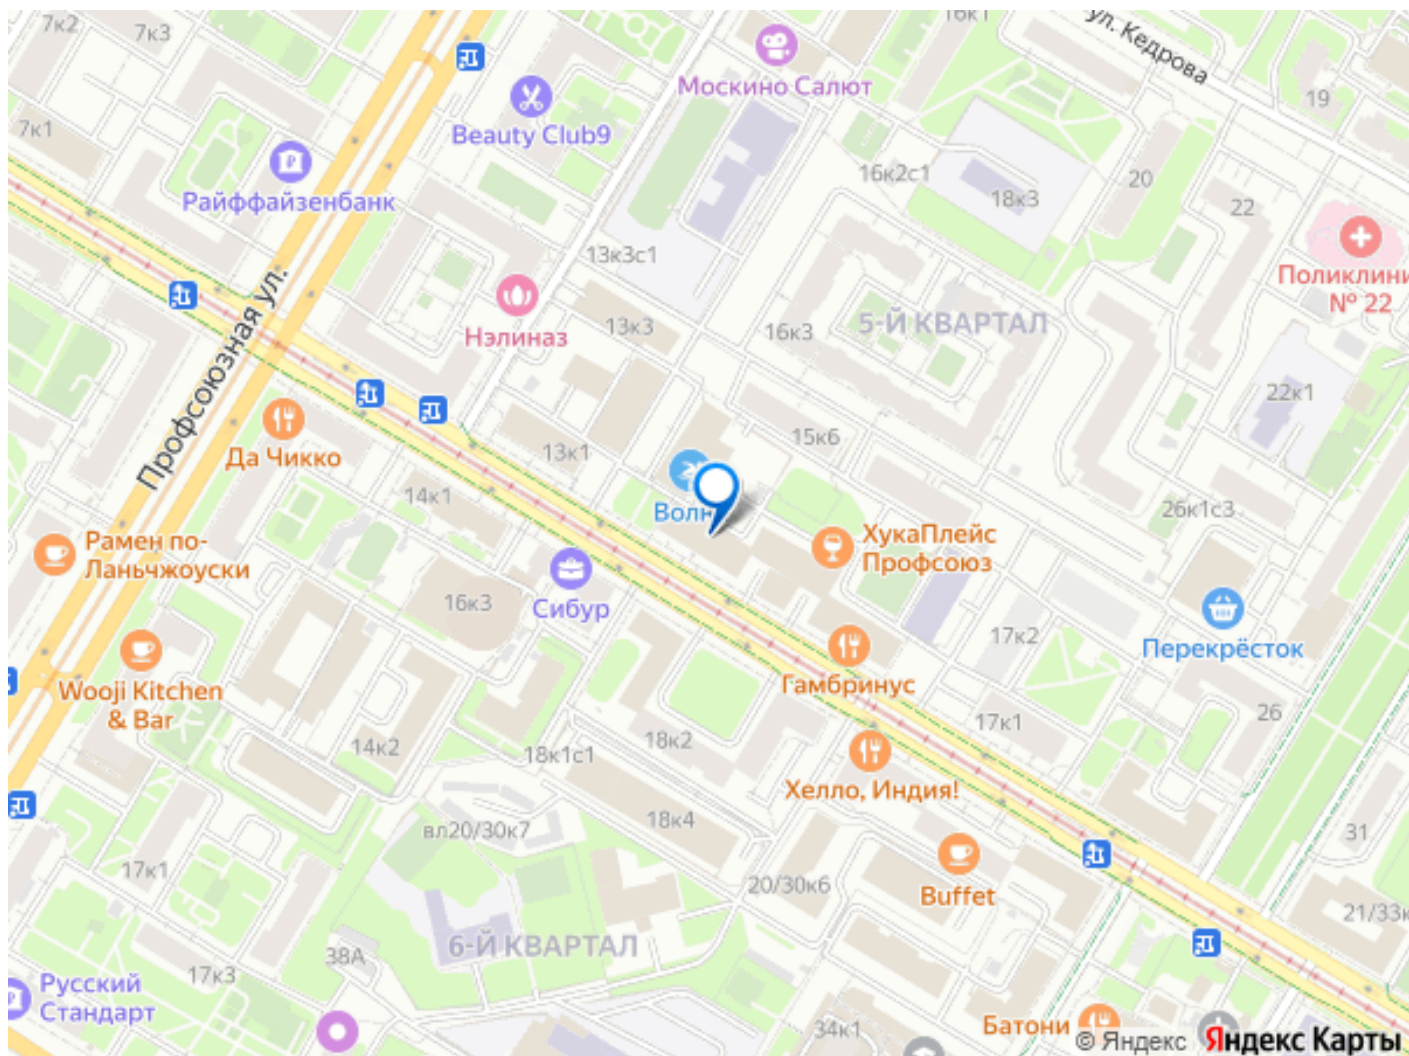 7к2
7к3
16к1
ул. Кедрова
Москино Салют
19
7к1
Beauty Club9
Райффайзенбанк
16к2с1
20
18к3
22
Поликлини
№ 22
13к3с1
Профсоюзная ул.
13к3
16к3
5-Й КВАРТАЛ
Нэлиназ
22к1
15к6
13к1
Да Чикко
14к1
Волн
26к1с3
ХукаПлейс
Профсоюз
Рамен по-
Ланьчжоуски
16к3
Сибур
17к2
Перекрёсток
Wooji Kitchen
& Bar
Гамбринус
26
17к1
14к2
18к1с1
18к2
Хелло, Индия!
вл20/30к7
18к4
31
17к1
20/30к6
Buffet
21/33к
6-Й КВАРТАЛ
38А
17к3
Русский
Стандарт
34к1
Батони
© Яндекс Яндекс Карты